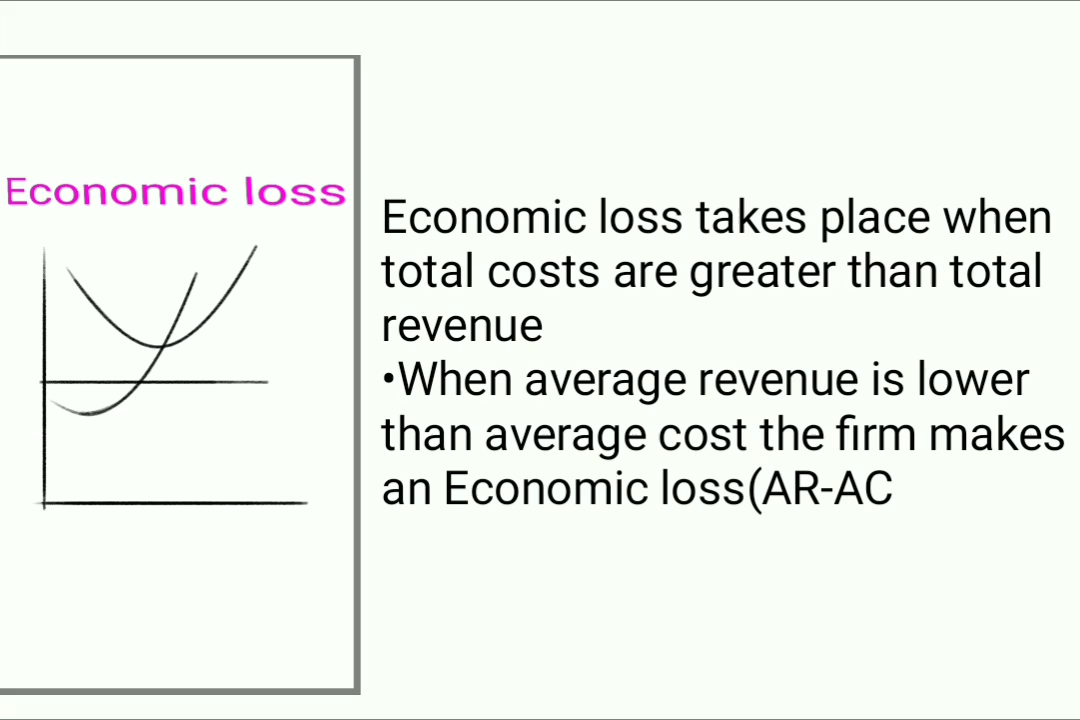 Economic loss
Economic loss takes place when
total costs are greater than total
revenue
•When average revenue is lower
than average cost the firm makes
an Economic loss(AR-AC